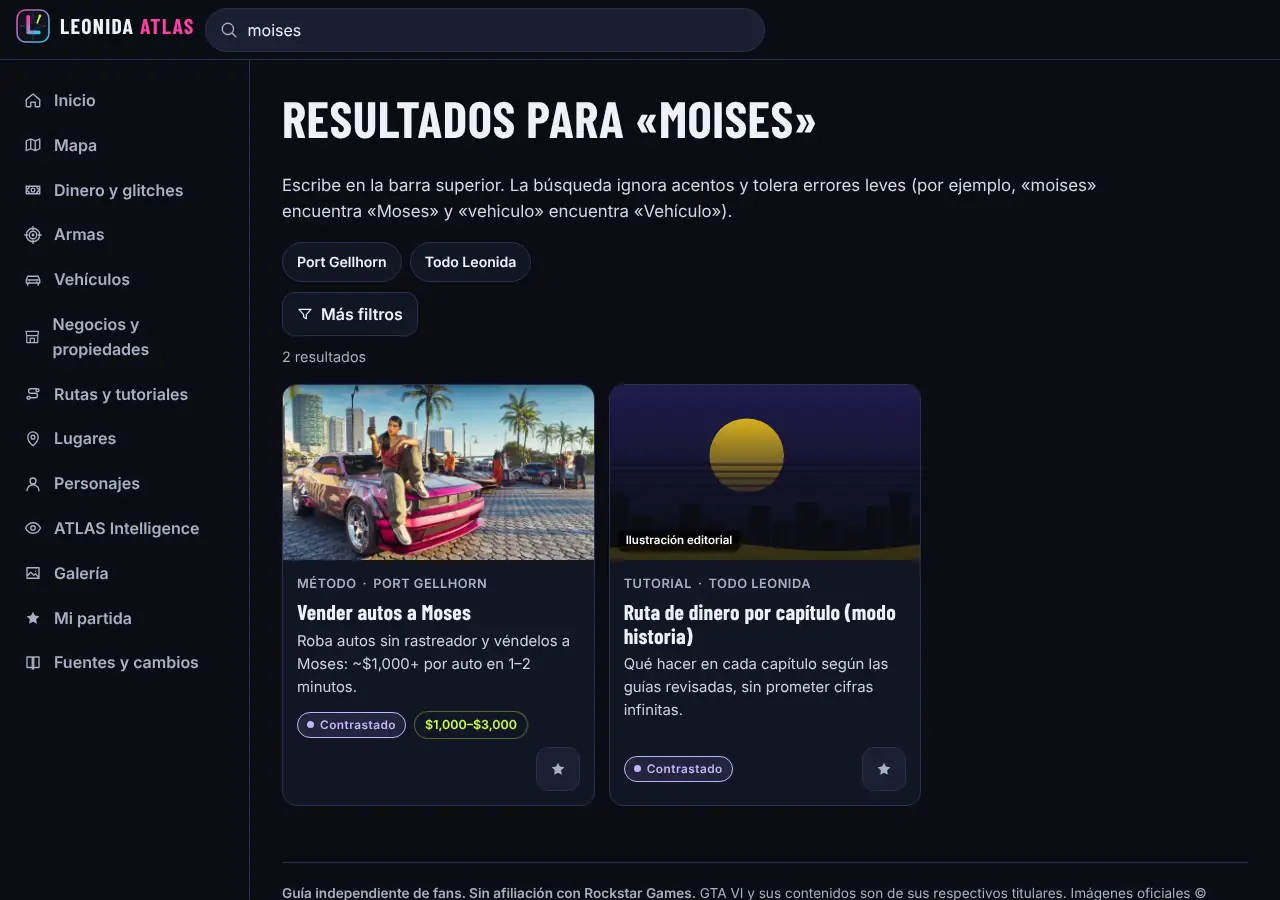 LEONIDA ATLAS
moises
Inicio
Mapa
Dinero y glitches
Armas
Vehículos
Negocios y
propiedades
Rutas y tutoriales
Lugares
Personajes
ATLAS Intelligence
Galería
Mi partida
Fuentes y cambios
RESULTADOS PARA «MOISES»
Escribe en la barra superior. La búsqueda ignora acentos y tolera errores leves (por ejemplo, «moises»
encuentra «Moses» y «vehiculo» encuentra «Vehículo»).
Port Gellhorn
Todo Leonida
Más filtros
2 resultados
MÉTODO · PORT GELLHORN
Vender autos a Moses
Roba autos sin rastreador y véndelos a
Moses: ~$1,000+ por auto en 1–2
minutos.
Contrastado
$1,000–$3,000
Ilustración editorial
TUTORIAL · TODO LEONIDA
Ruta de dinero por capítulo (modo
historia)
Qué hacer en cada capítulo según las
guías revisadas, sin prometer cifras
infinitas.
Contrastado
Guía independiente de fans. Sin afiliación con Rockstar Games. GTA VI y sus contenidos son de sus respectivos titulares. Imágenes oficiales ©